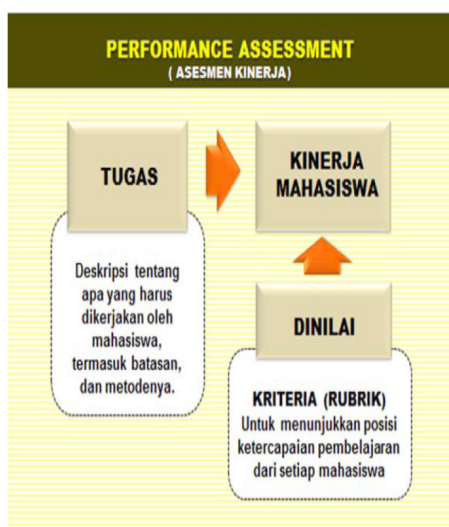 PERFORMANCE ASSESSMENT
( ASESMEN KINERJA)
TUGAS
Deskripsi tentang
apa yang harus
dikerjakan oleh
mahasiswa,
termasuk batasan,
dan metodenya.
KINERJA
MAHASISWA
DINILAI
KRITERIA (RUBRIK)
Untuk menunjukkan posisi
ketercapaian pembelajaran
dari setiap mahasiswa